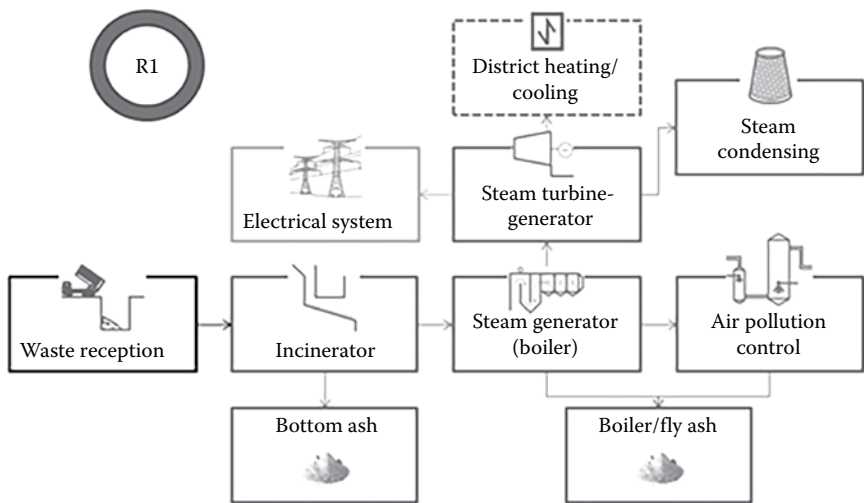 R1
District heating/
cooling
Steam
condensing
Electrical system
Steam turbine-
generator
Waste reception
Incinerator
Steam generator
(boiler)
Air pollution
control
Bottom ash
Boiler/fly ash